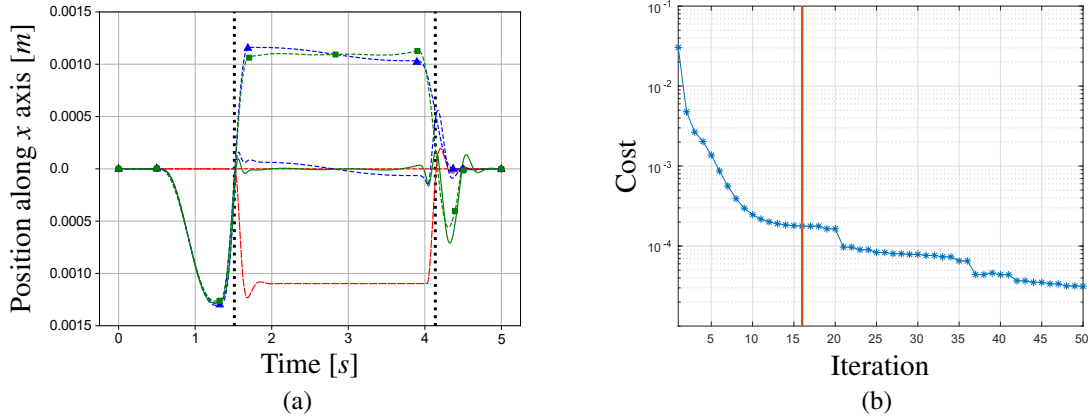 0.0015
0.0010
0.0005
0.0
0.0005
0.0010
0.0015
Position along x axis [m]
0 1 2 3 4 5
Time [s]
(a)
10-1
10-2
10-3
10-4
Cost
5 10 15 20 25 30 35 40 45 50
Iteration
(b)